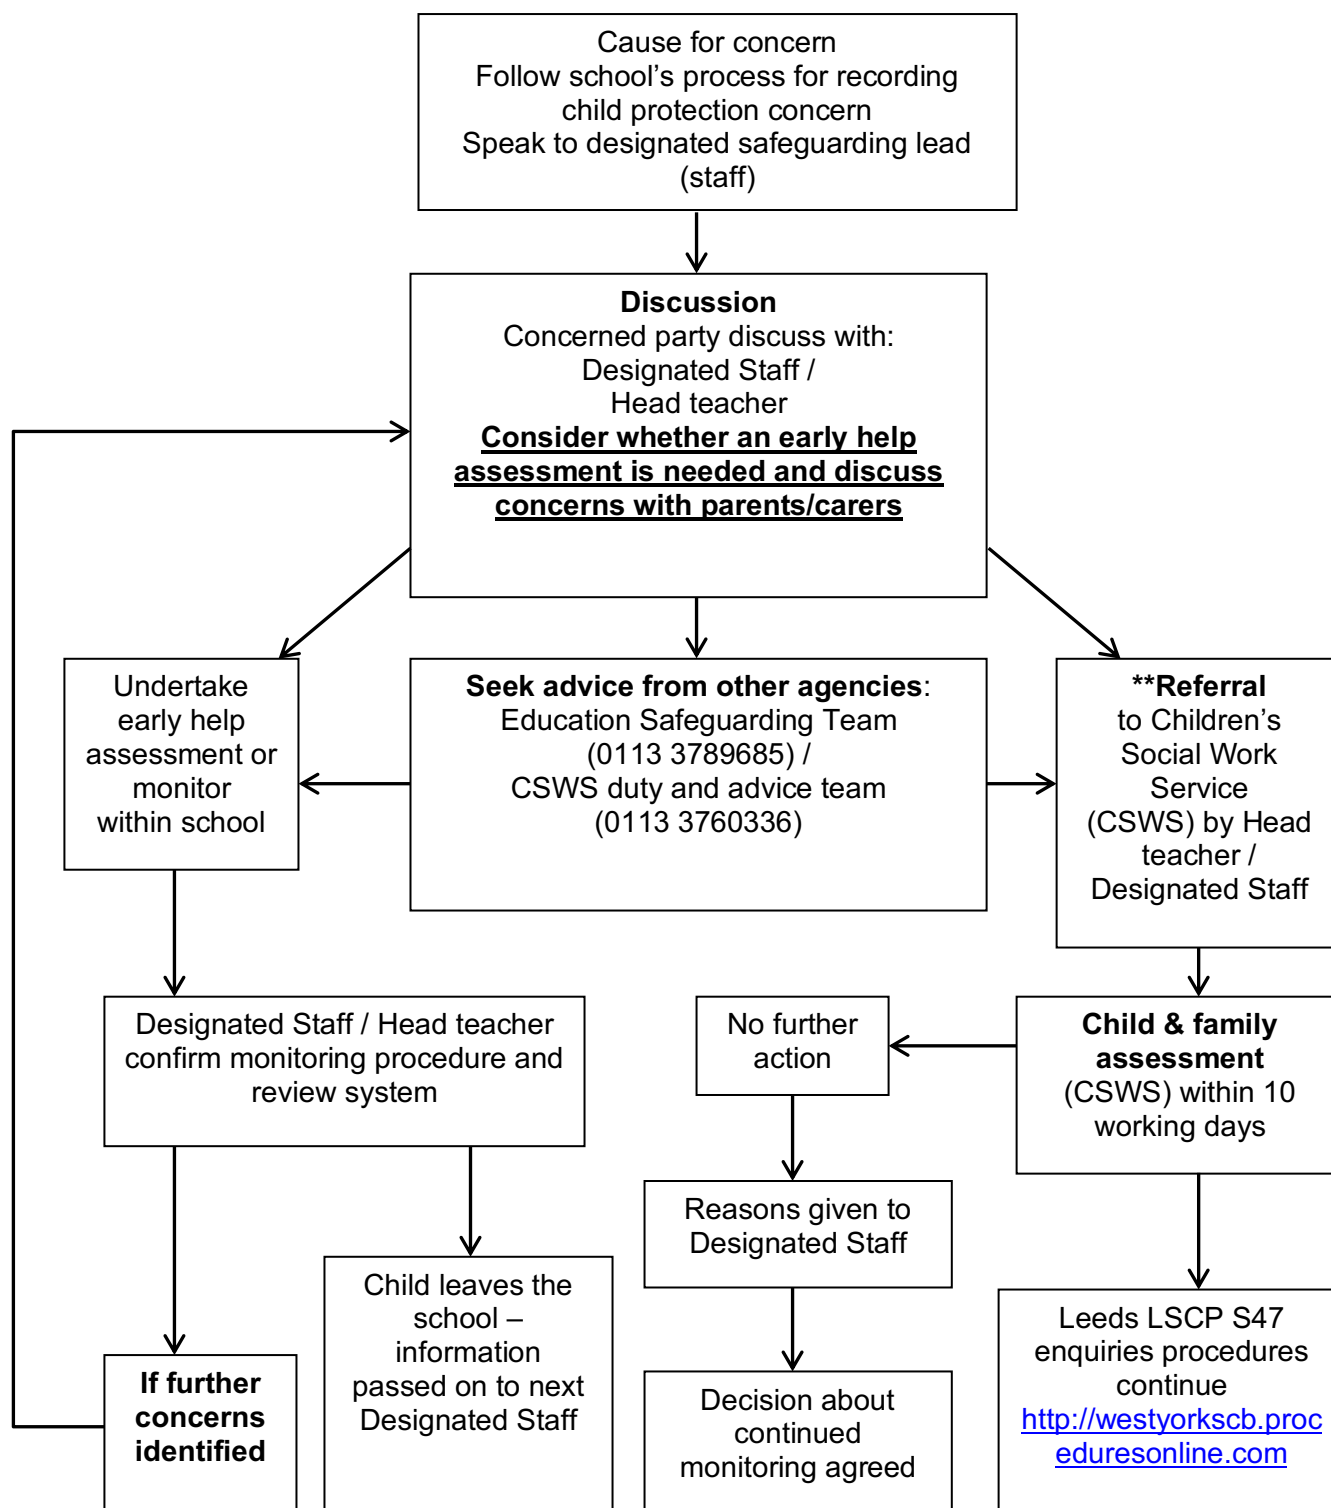 Cause for concern
Follow school’s process for recording
child protection concern
Speak to designated safeguarding lead
(staff)
Discussion
Concerned party discuss with:
Designated Staff /
Head teacher
Consider whether an early help
assessment is needed and discuss
concerns with parents/carers
Undertake
early help
assessment or
monitor
within school
Seek advice from other agencies:
Education Safeguarding Team
(0113 3789685) /
CSWS duty and advice team
(0113 3760336)
**Referral
to Children’s
Social Work
Service
(CSWS) by Head
teacher /
Designated Staff
Designated Staff / Head teacher
confirm monitoring procedure and
review system
No further
action
Child & family
assessment
(CSWS) within 10
working days
Reasons given to
Designated Staff
Child leaves the
school –
information
passed on to next
Designated Staff
Leeds LSCP S47
enquiries procedures
continue
http://westyorkscb.proc
eduresonline.com
If further
concerns
identified
Decision about
continued
monitoring agreed